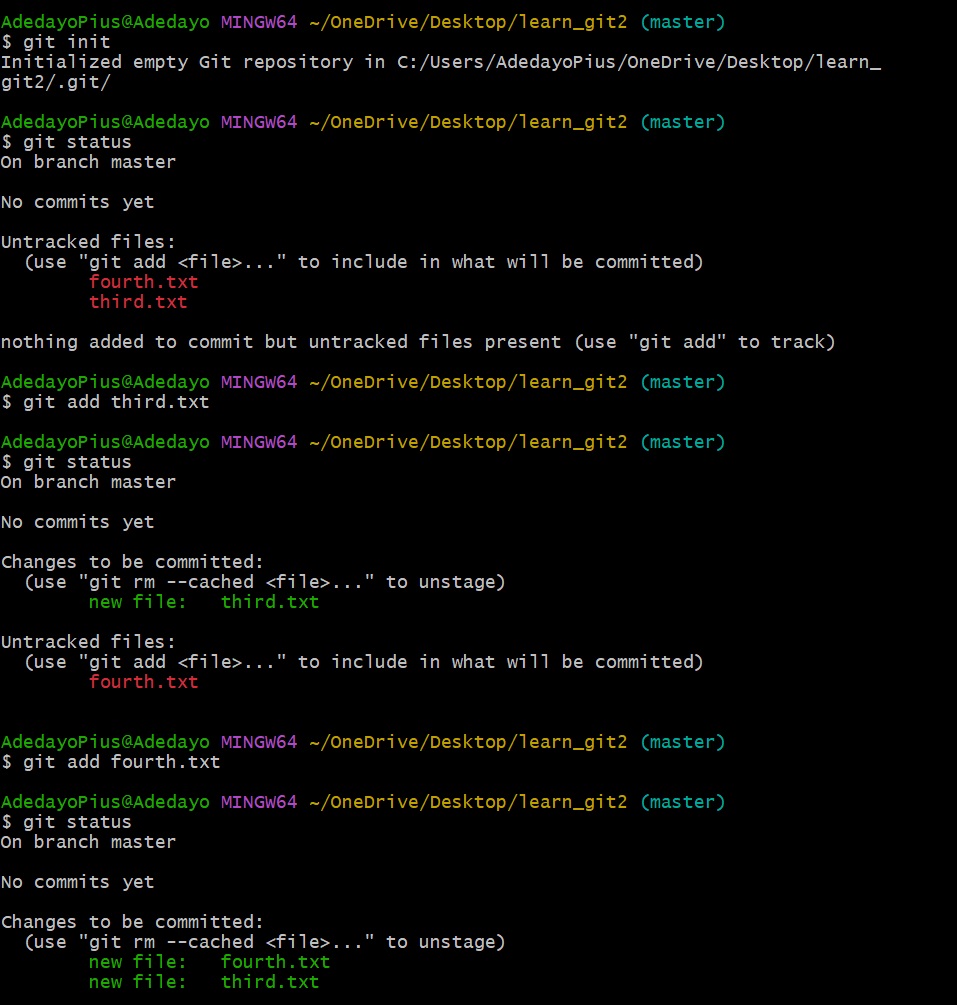 AdedayoPius@Adedayo MINGW64 ~/OneDrive/Desktop/learn_git2 (master)
$ git init
Initialized empty Git repository in C:/Users/AdedayoPius/OneDrive/Desktop/learn_
git2/.git/
AdedayoPius@Adedayo MINGW64 ~/OneDrive/Desktop/learn_git2 (master)
$ git status
On branch master
No commits yet
Untracked files:
  (use "git add <file>..." to include in what will be committed)
        fourth.txt
        third.txt
nothing added to commit but untracked files present (use "git add" to track)
AdedayoPius@Adedayo MINGW64 ~/OneDrive/Desktop/learn_git2 (master)
$ git add third.txt
AdedayoPius@Adedayo MINGW64 ~/OneDrive/Desktop/learn_git2 (master)
$ git status
On branch master
No commits yet
Changes to be committed:
  (use "git rm --cached <file>..." to unstage)
        new file:   third.txt
Untracked files:
  (use "git add <file>..." to include in what will be committed)
        fourth.txt
AdedayoPius@Adedayo MINGW64 ~/OneDrive/Desktop/learn_git2 (master)
$ git add fourth.txt
AdedayoPius@Adedayo MINGW64 ~/OneDrive/Desktop/learn_git2 (master)
$ git status
On branch master
No commits yet
Changes to be committed:
  (use "git rm --cached <file>..." to unstage)
        new file:   fourth.txt
        new file:   third.txt